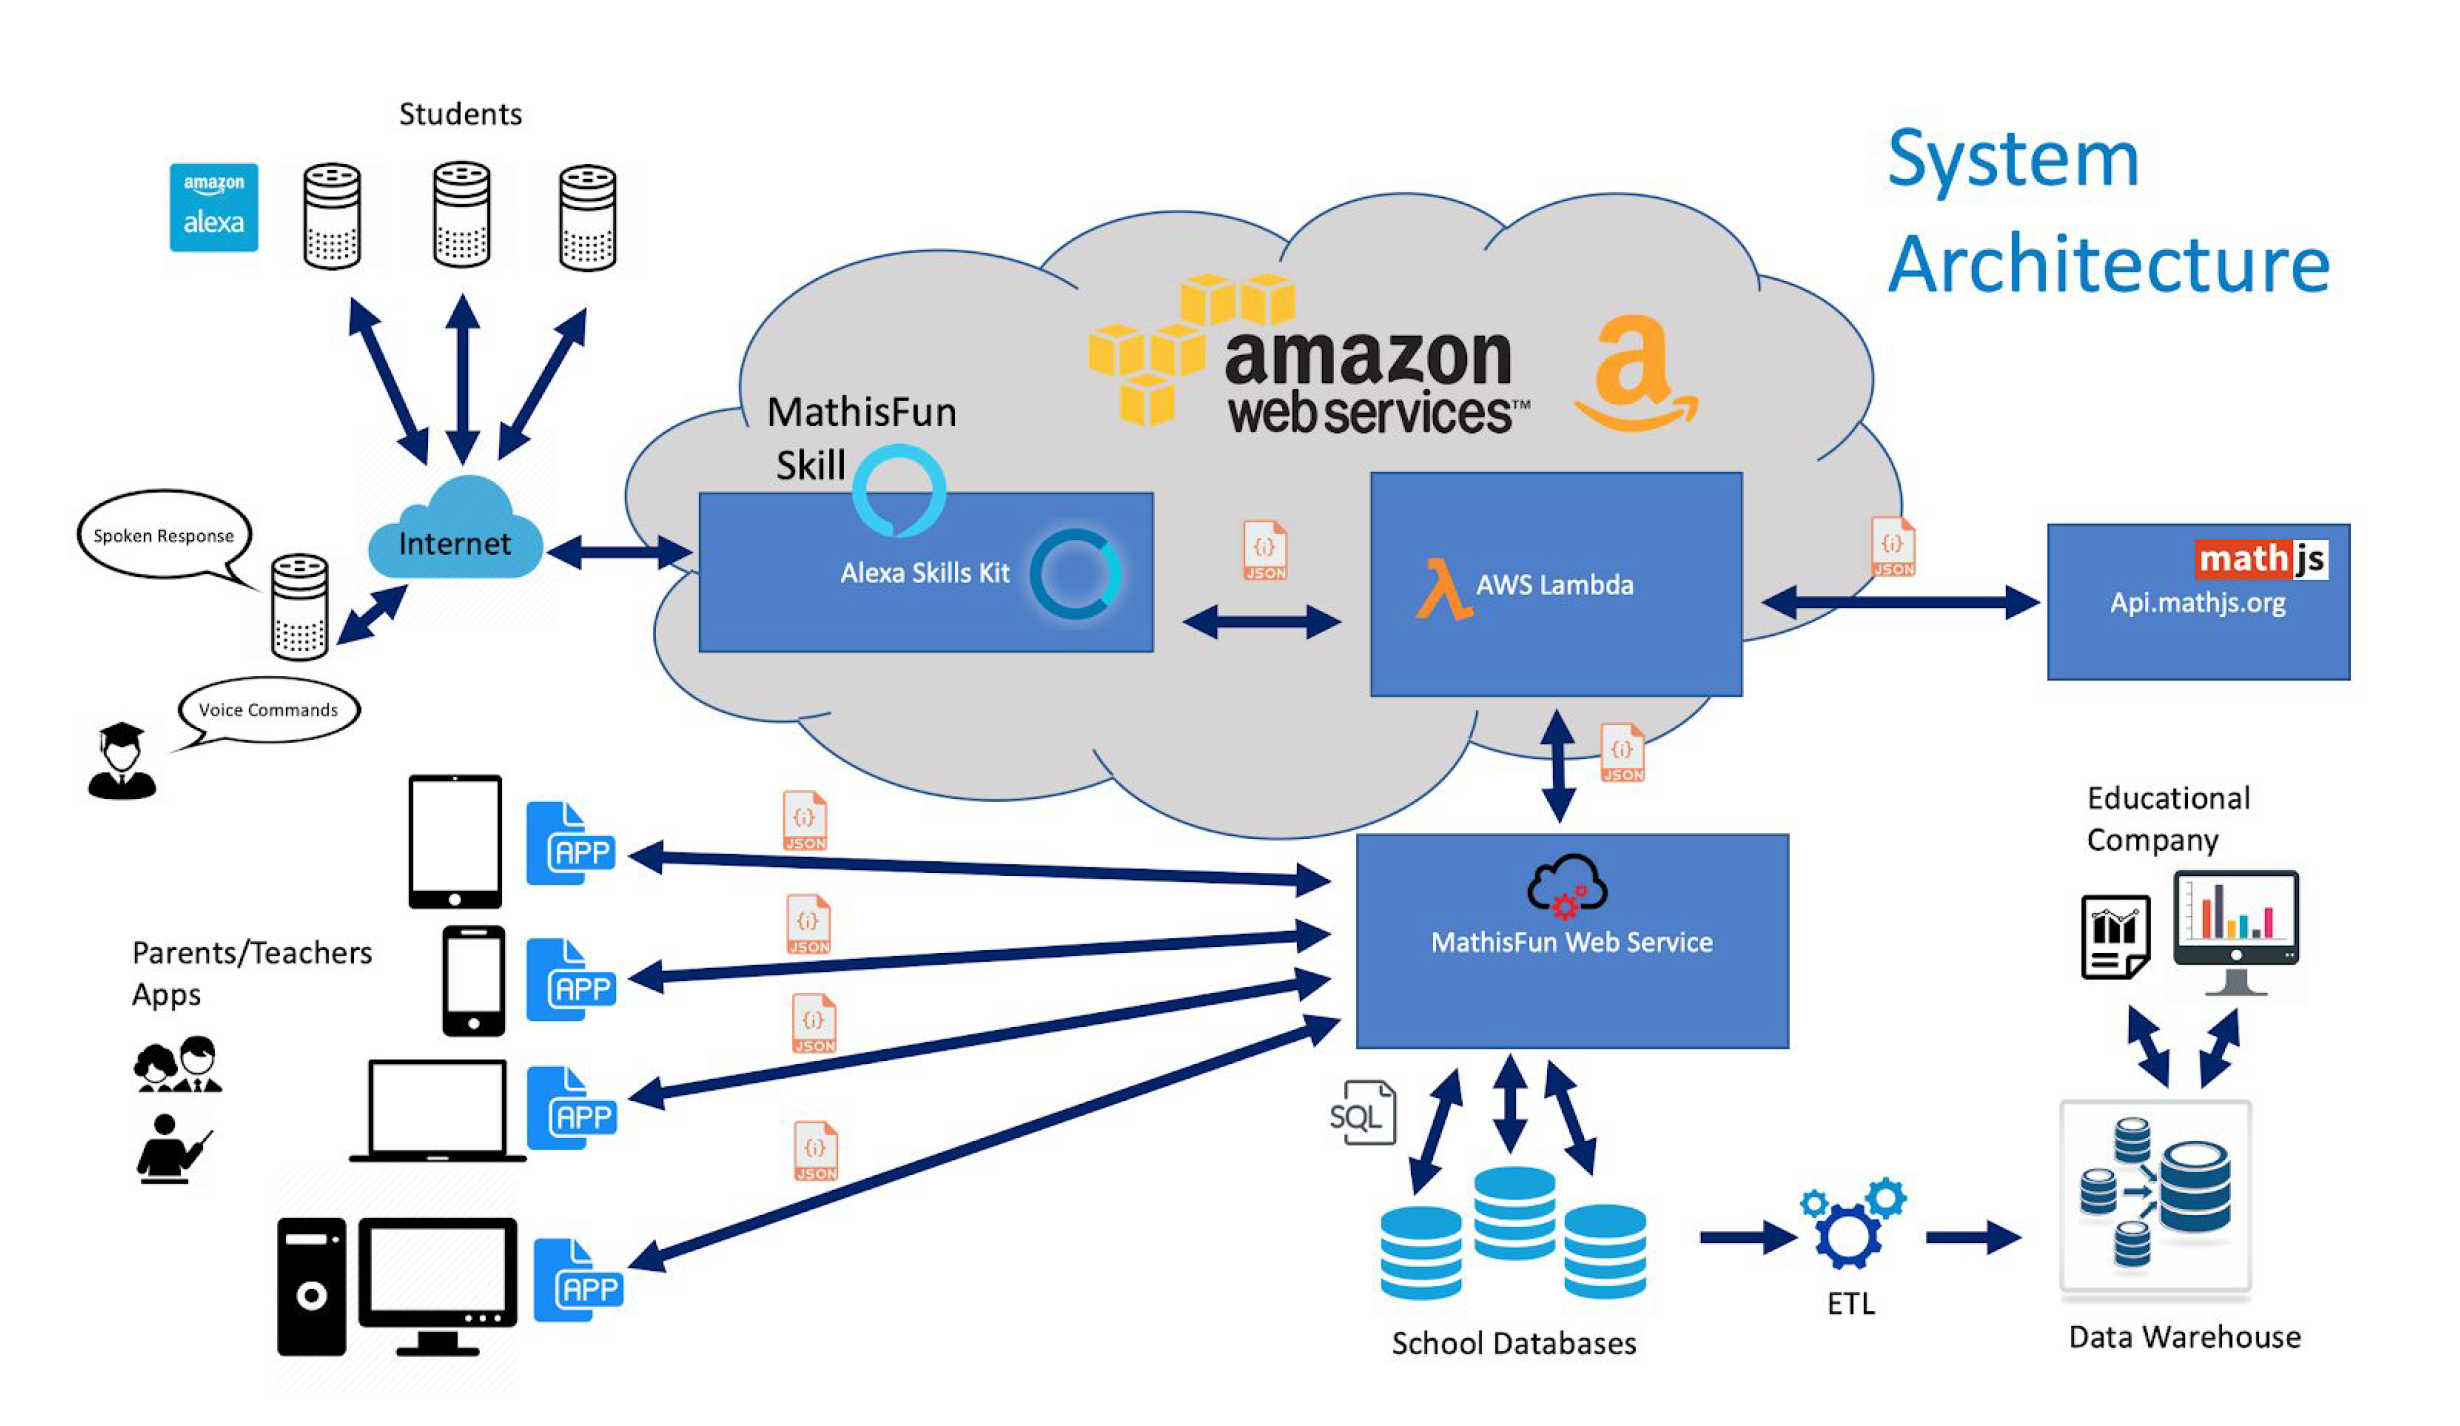 System
Architecture
Students
amazon
alexa
amazon
webservices™
a
MathisFun
Skill
Spoken Response
Internet
Alexa Skills Kit
{i}
JSON
λ
AWS Lambda
{i}
JSON
math js
Api.mathjs.org
Voice Commands
{i}
JSON
APP
{i}
JSON
Educational
Company
Parents/Teachers
Apps
APP
{i}
JSON
MathisFun Web Service
APP
{i}
JSON
SQL
APP
{i}
JSON
School Databases
ETL
Data Warehouse